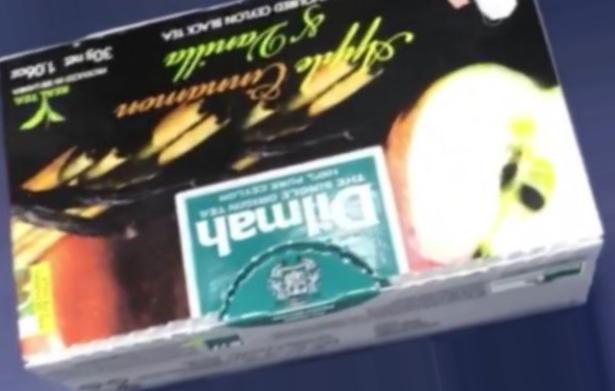 Dilmah
THE SINGLE ORIGIN TEA
100% PURE CEYLON
Apple
Cinnamon
& Vanilla
FLAVOURED CEYLON BLACK TEA
REAL TEA
30g net 1.06oz